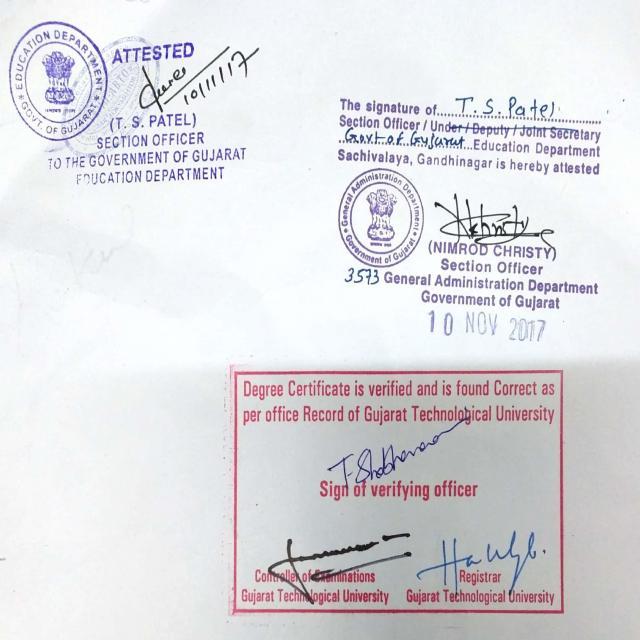 EDUCATION DEPARTMENT
GOVT. OF GUJARAT
ATTESTED
10/11/17
(T. S. PATEL)
SECTION OFFICER
TO THE GOVERNMENT OF GUJARAT
EDUCATION DEPARTMENT
The signature of....T. S. Patel....
Section Officer / Under / Deputy / Joint Secretary
Govt of Gujarat Education Department
Sachivalaya, Gandhinagar is hereby attested
General Administration Department
Government of Gujarat
(NIMROD CHRISTY)
Section Officer
3573 General Administration Department
Government of Gujarat
10 NOV 2017
Degree Certificate is verified and is found Correct as
per office Record of Gujarat Technological University
Sign of verifying officer
Controller of Examinations
Gujarat Technological University
Registrar
Gujarat Technological University